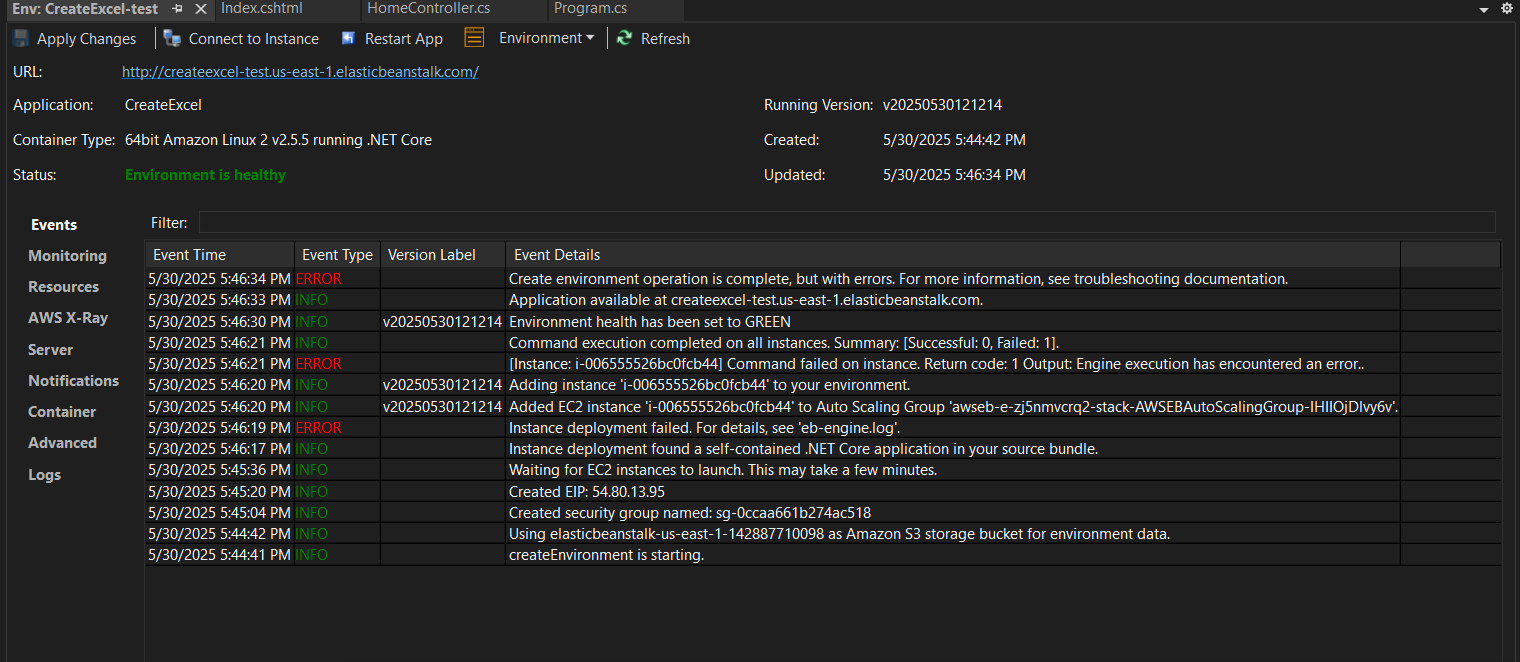 Env: CreateExcel-test Index.cshtml HomeController.cs Program.cs
Apply Changes Connect to Instance Restart App Environment Refresh
URL: http://createexcel-test.us-east-1.elasticbeanstalk.com/
Application: CreateExcel Running Version: v20250530121214
Container Type: 64bit Amazon Linux 2 v2.5.5 running .NET Core Created: 5/30/2025 5:44:42 PM
Status: Environment is healthy Updated: 5/30/2025 5:46:34 PM
Events
Monitoring
Resources
AWS X-Ray
Server
Notifications
Container
Advanced
Logs
Filter:
Event Time Event Type Version Label Event Details
5/30/2025 5:46:34 PM ERROR Create environment operation is complete, but with errors. For more information, see troubleshooting documentation.
5/30/2025 5:46:33 PM INFO Application available at createexcel-test.us-east-1.elasticbeanstalk.com.
5/30/2025 5:46:30 PM INFO v20250530121214 Environment health has been set to GREEN
5/30/2025 5:46:21 PM INFO Command execution completed on all instances. Summary: [Successful: 0, Failed: 1].
5/30/2025 5:46:21 PM ERROR [Instance: i-006555526bc0fcb44] Command failed on instance. Return code: 1 Output: Engine execution has encountered an error..
5/30/2025 5:46:20 PM INFO v20250530121214 Adding instance 'i-006555526bc0fcb44' to your environment.
5/30/2025 5:46:20 PM INFO v20250530121214 Added EC2 instance 'i-006555526bc0fcb44' to Auto Scaling Group 'awseb-e-zj5nmvcrq2-stack-AWSEBAutoScalingGroup-IHIIOjDIvy6v'.
5/30/2025 5:46:19 PM ERROR Instance deployment failed. For details, see 'eb-engine.log'.
5/30/2025 5:46:17 PM INFO Instance deployment found a self-contained .NET Core application in your source bundle.
5/30/2025 5:45:36 PM INFO Waiting for EC2 instances to launch. This may take a few minutes.
5/30/2025 5:45:20 PM INFO Created EIP: 54.80.13.95
5/30/2025 5:45:04 PM INFO Created security group named: sg-0ccaa661b274ac518
5/30/2025 5:44:42 PM INFO Using elasticbeanstalk-us-east-1-142887710098 as Amazon S3 storage bucket for environment data.
5/30/2025 5:44:41 PM INFO createEnvironment is starting.